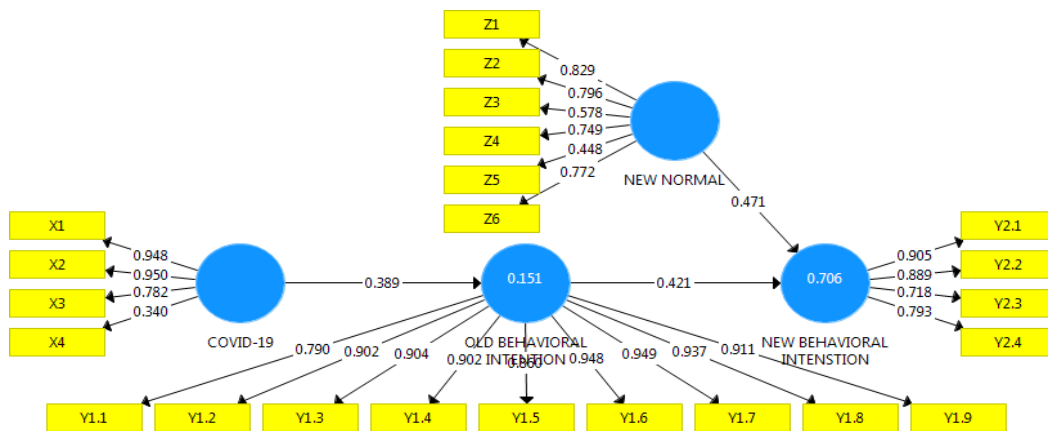 Z1
Z2
Z3
Z4
Z5
Z6
0.829
0.796
0.578
0.749
0.448
0.772
NEW NORMAL
0.471
X1
X2
X3
X4
0.948
0.950
0.782
0.340
COVID-19
0.389
0.151
OLD BEHAVIORAL
INTENTION
0.421
0.706
NEW BEHAVIORAL
INTENSTION
0.905
0.889
0.718
0.793
Y2.1
Y2.2
Y2.3
Y2.4
0.790
0.902
0.904
0.902
0.860
0.948
0.949
0.937
0.911
Y1.1
Y1.2
Y1.3
Y1.4
Y1.5
Y1.6
Y1.7
Y1.8
Y1.9